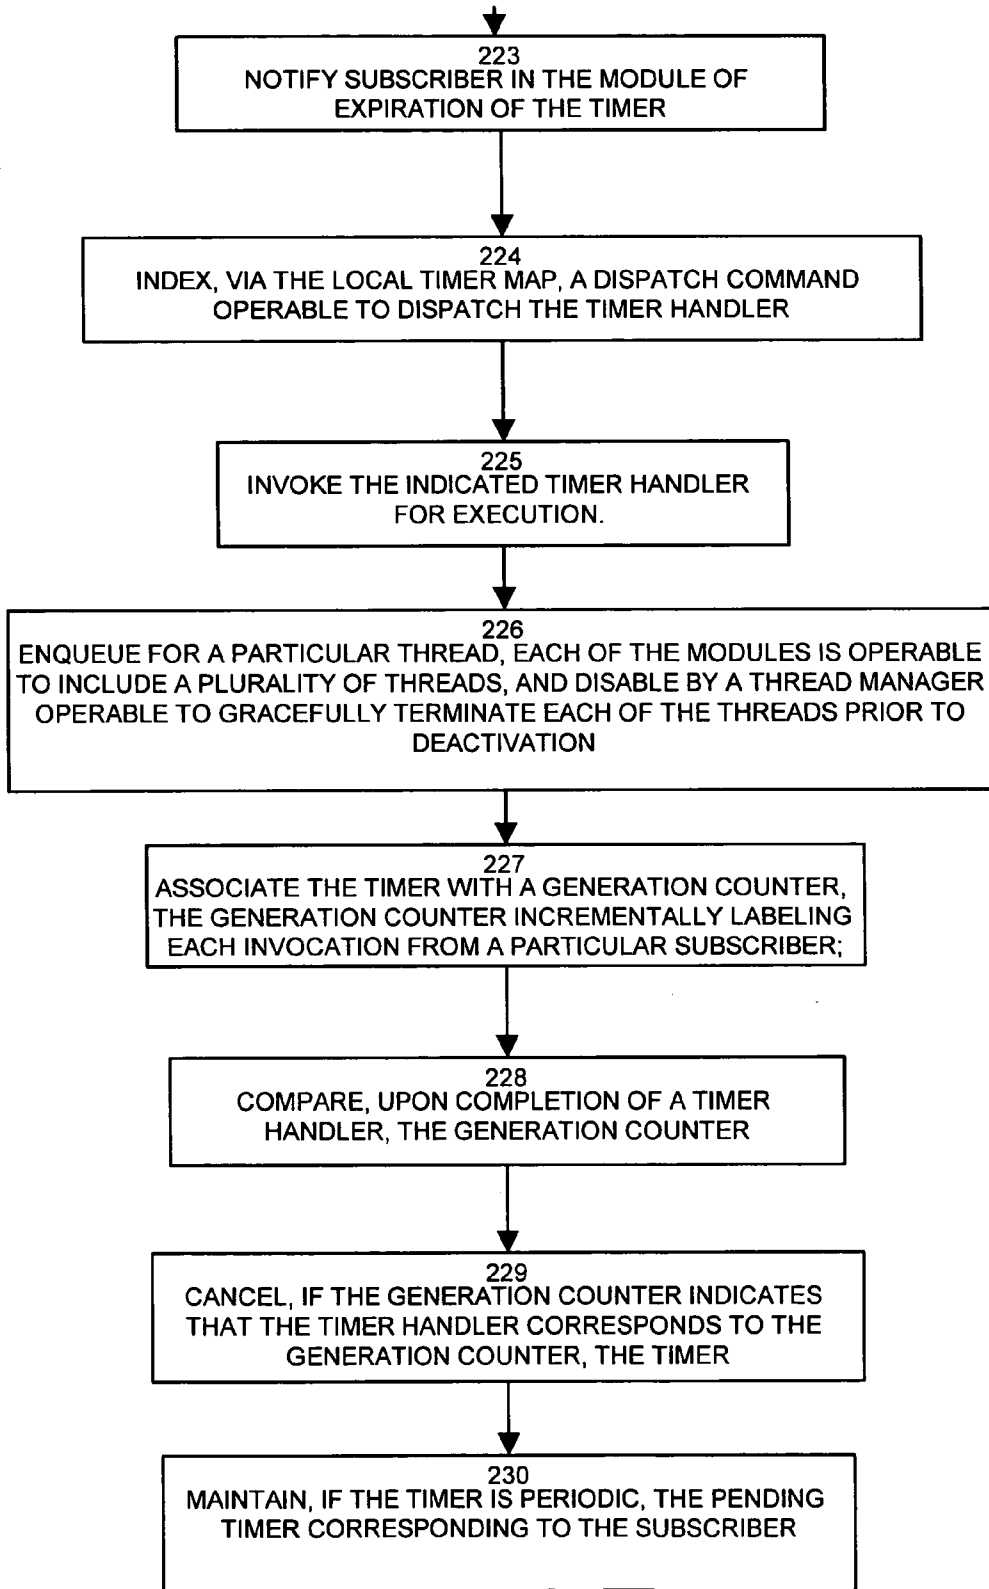 223
NOTIFY SUBSCRIBER IN THE MODULE OF
EXPIRATION OF THE TIMER
224
INDEX, VIA THE LOCAL TIMER MAP, A DISPATCH COMMAND
OPERABLE TO DISPATCH THE TIMER HANDLER
225
INVOKE THE INDICATED TIMER HANDLER
FOR EXECUTION.
226
ENQUEUE FOR A PARTICULAR THREAD, EACH OF THE MODULES IS OPERABLE
TO INCLUDE A PLURALITY OF THREADS, AND DISABLE BY A THREAD MANAGER
OPERABLE TO GRACEFULLY TERMINATE EACH OF THE THREADS PRIOR TO
DEACTIVATION
227
ASSOCIATE THE TIMER WITH A GENERATION COUNTER,
THE GENERATION COUNTER INCREMENTALLY LABELING
EACH INVOCATION FROM A PARTICULAR SUBSCRIBER;
228
COMPARE, UPON COMPLETION OF A TIMER
HANDLER, THE GENERATION COUNTER
229
CANCEL, IF THE GENERATION COUNTER INDICATES
THAT THE TIMER HANDLER CORRESPONDS TO THE
GENERATION COUNTER, THE TIMER
230
MAINTAIN, IF THE TIMER IS PERIODIC, THE PENDING
TIMER CORRESPONDING TO THE SUBSCRIBER